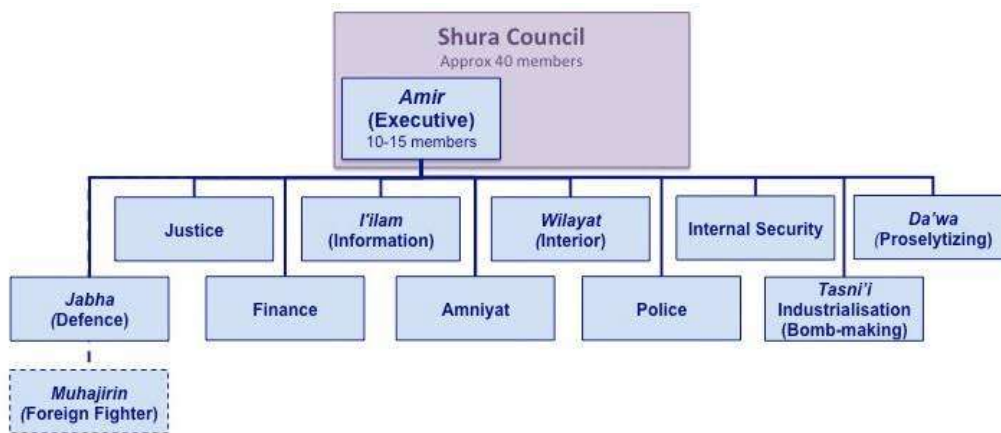 Shura Council
Approx 40 members
Amir
(Executive)
10-15 members
Justice
I'ilam
(Information)
Wilayat
(Interior)
Internal Security
Da'wa
(Proselytizing)
Jabha
(Defence)
Finance
Amniyat
Police
Tasni'i
Industrialisation
(Bomb-making)
Muhajirin
(Foreign Fighter)